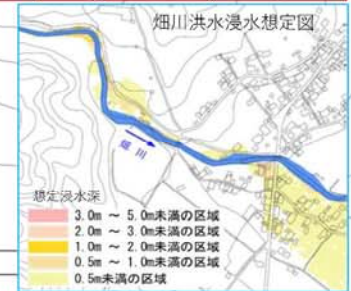 畑川洪水浸水想定図
畑川
想定浸水深
3.0m ～ 5.0m未満の区域
2.0m ～ 3.0m未満の区域
1.0m ～ 2.0m未満の区域
0.5m ～ 1.0m未満の区域
0.5m未満の区域